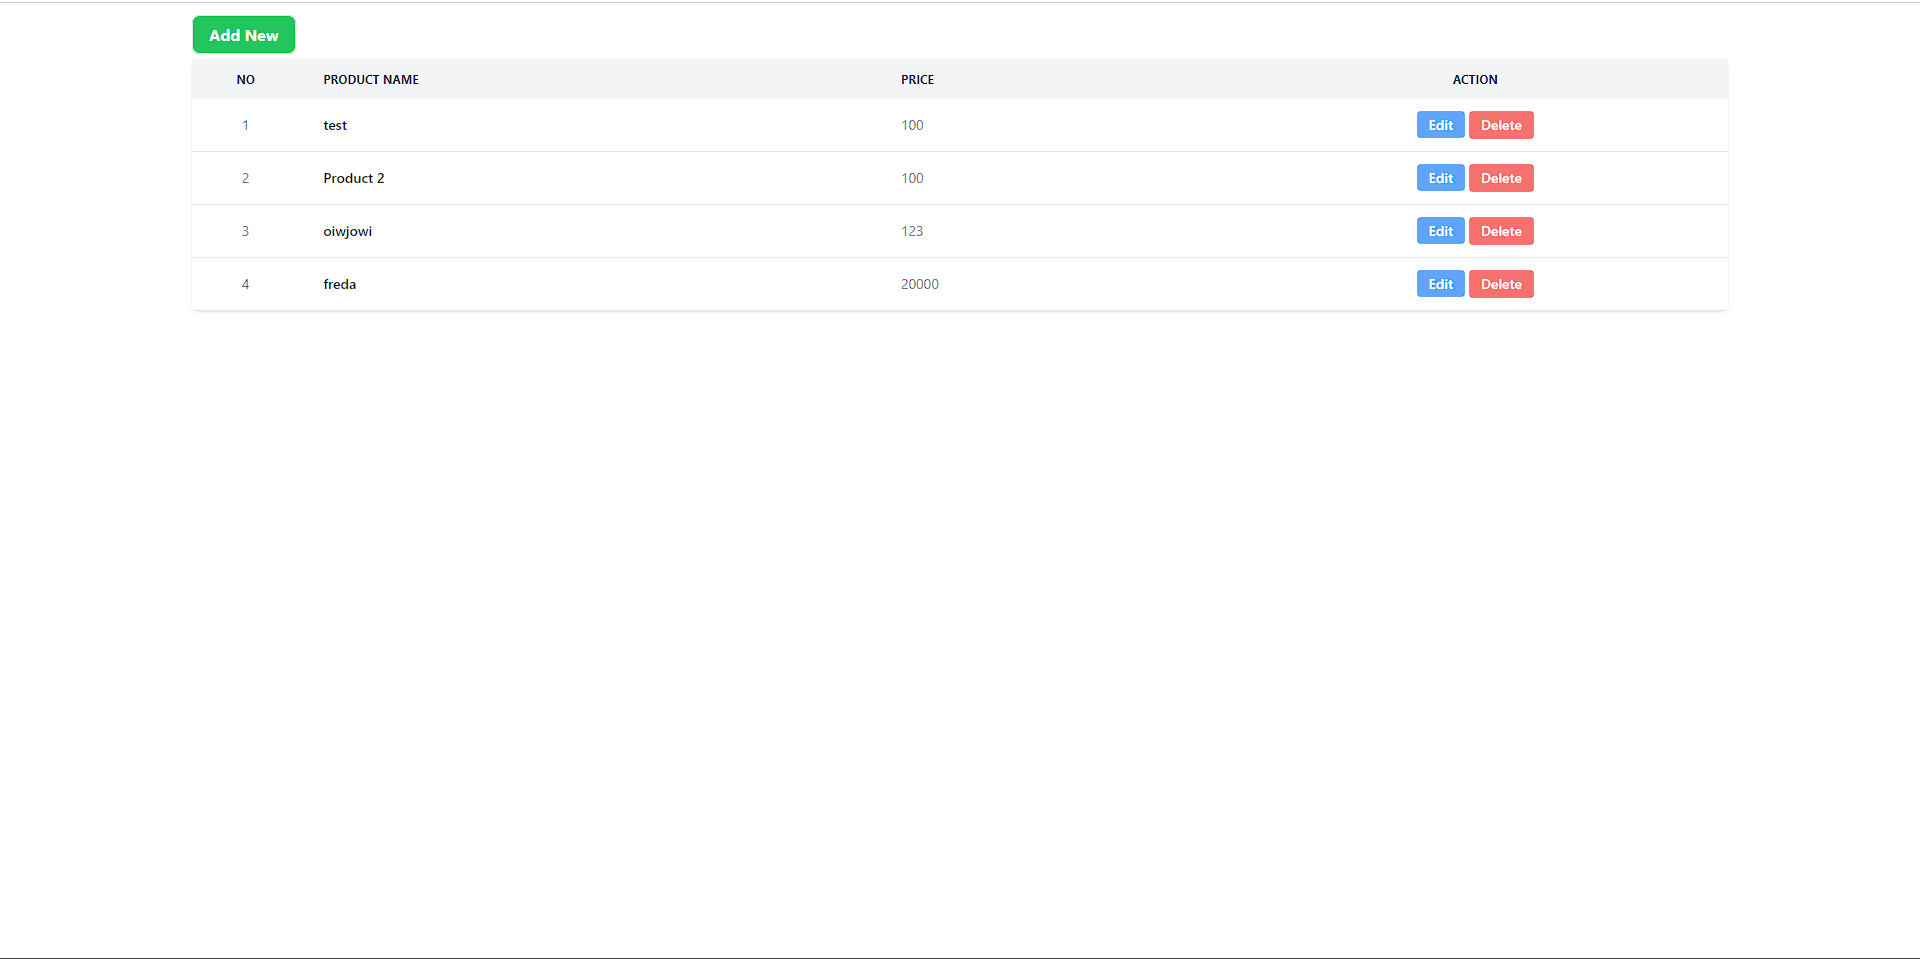 Add New
NO PRODUCT NAME PRICE ACTION
1 test 100 Edit Delete
2 Product 2 100 Edit Delete
3 oiwjowi 123 Edit Delete
4 freda 20000 Edit Delete